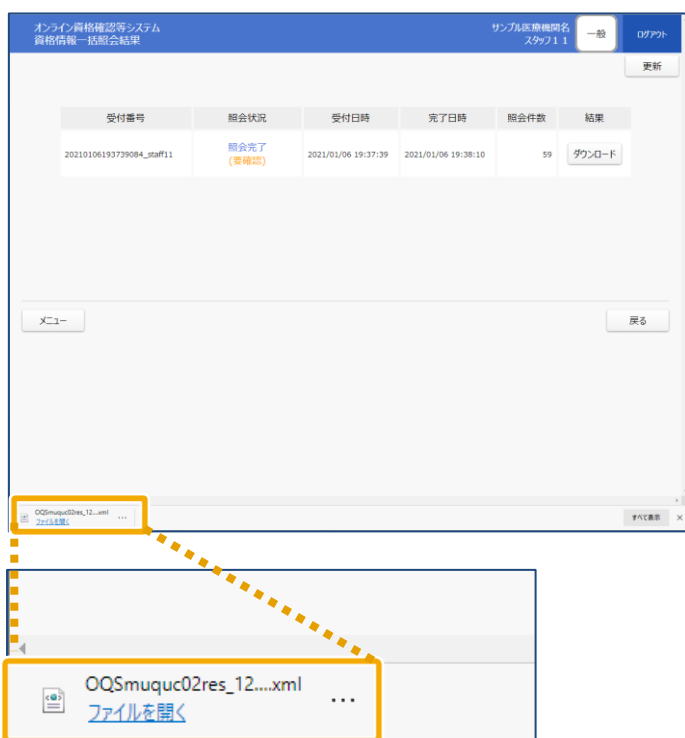 オンライン資格確認等システム
資格情報一括照会結果
サンプル医療機関名
スタッフ11
一般
ログアウト
更新
受付番号 照会状況 受付日時 完了日時 照会件数 結果
20210106193739084_staff11 照会完了 2021/01/06 19:37:39 2021/01/06 19:38:10 59 ダウンロード
(要確認)
メニュー 戻る
OQSmuquc02res_12....xml
ファイルを開く
… すべて表示 ×
OQSmuquc02res_12....xml
ファイルを開く
…